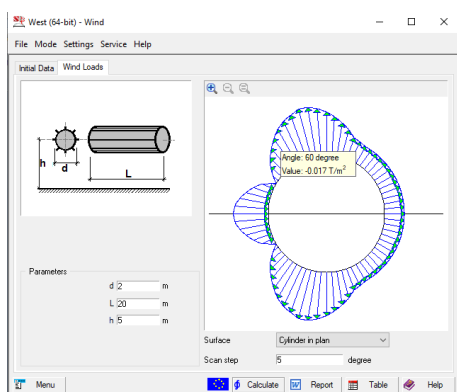 West (64-bit) - Wind
File Mode Settings Service Help
Initial Data Wind Loads
h
d
L
Angle: 60 degree
Value: -0.017 T/m²
Parameters
d 2 m
L 20 m
h 5 m
Surface Cylinder in plan
Scan step 5 degree
Menu Calculate Report Table Help